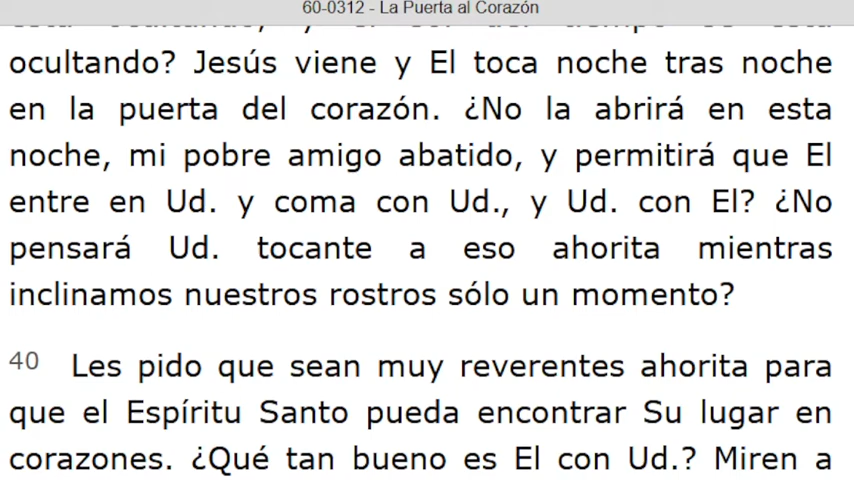 60-0312 - La Puerta al Corazón
ocultando? Jesús viene y El toca noche tras noche
en la puerta del corazón. ¿No la abrirá en esta
noche, mi pobre amigo abatido, y permitirá que El
entre en Ud. y coma con Ud., y Ud. con El? ¿No
pensará Ud. tocante a eso ahorita mientras
inclinamos nuestros rostros sólo un momento?
40 Les pido que sean muy reverentes ahorita para
que el Espíritu Santo pueda encontrar Su lugar en
corazones. ¿Qué tan bueno es El con Ud.? Miren a